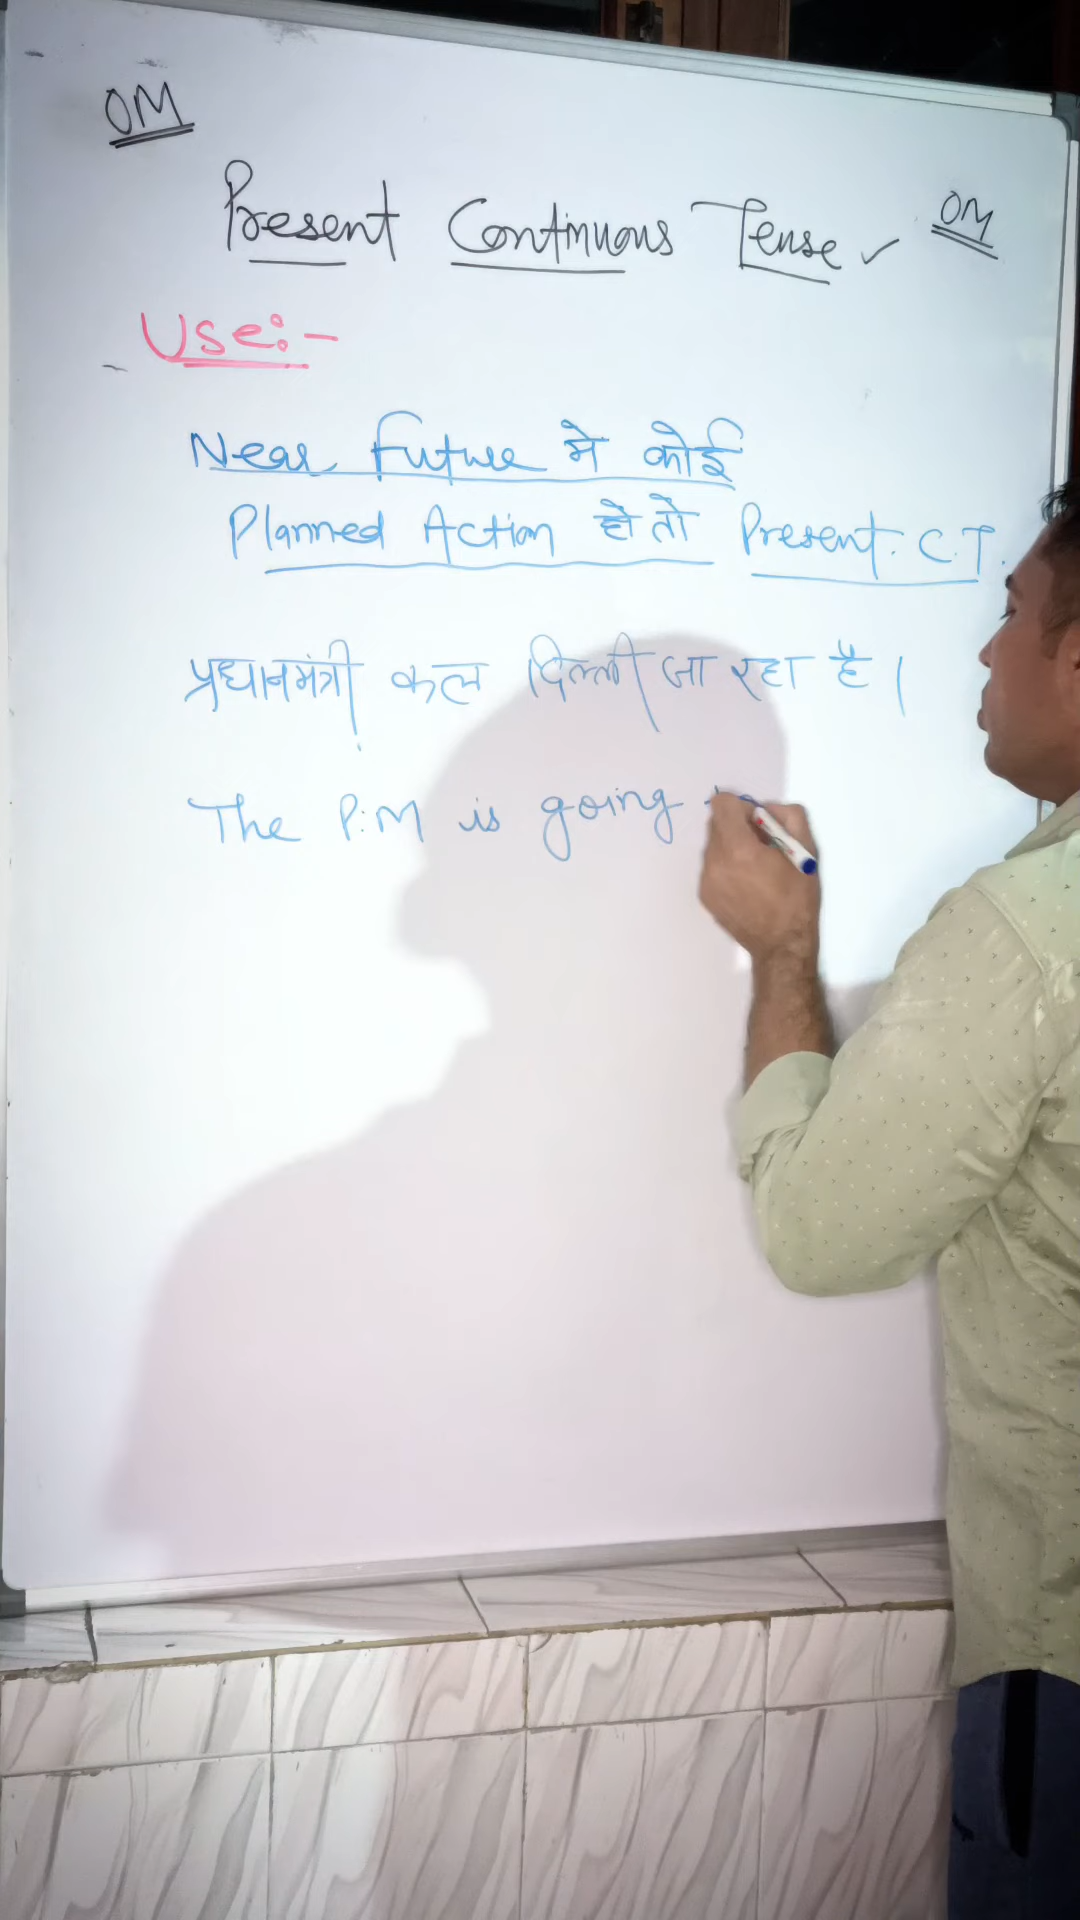 OM
Present Continuous Tense ✓ OM
Use:-
Near Future मे कोई
Planned Action हो तो Present. C.T.
प्रधानमंत्री कल दिल्ली जा रहा है।
The P.M is going